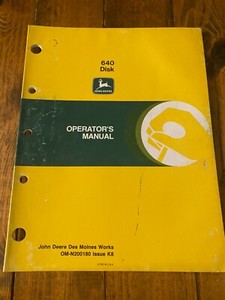 640
Disk
JOHN DEERE
OPERATOR'S
MANUAL
John Deere Des Moines Works
OM-N200180 Issue K8